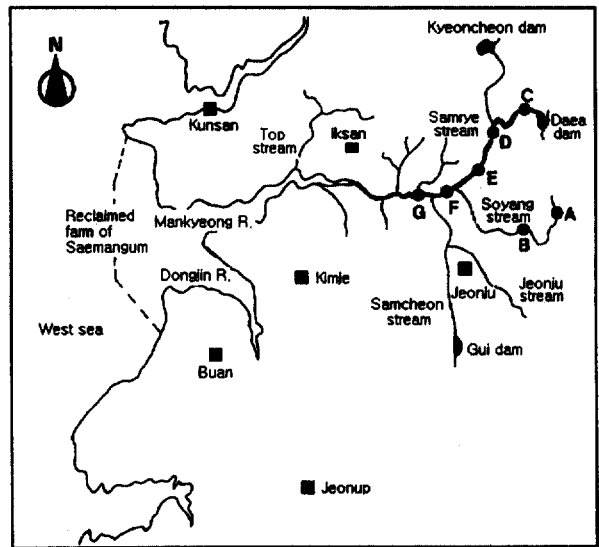 N
Kyeoncheon dam
Kunsan
C
Samrye
stream
Daea
dam
Top
stream
Iksan
D
E
Reclaimed
farm of
Saemangum
Mankyeong R.
G
F
Soyang
stream
A
B
Dongjin R.
Kimje
Jeonju
Jeonju
stream
Samcheon
stream
West sea
Buan
Gui dam
Jeonup